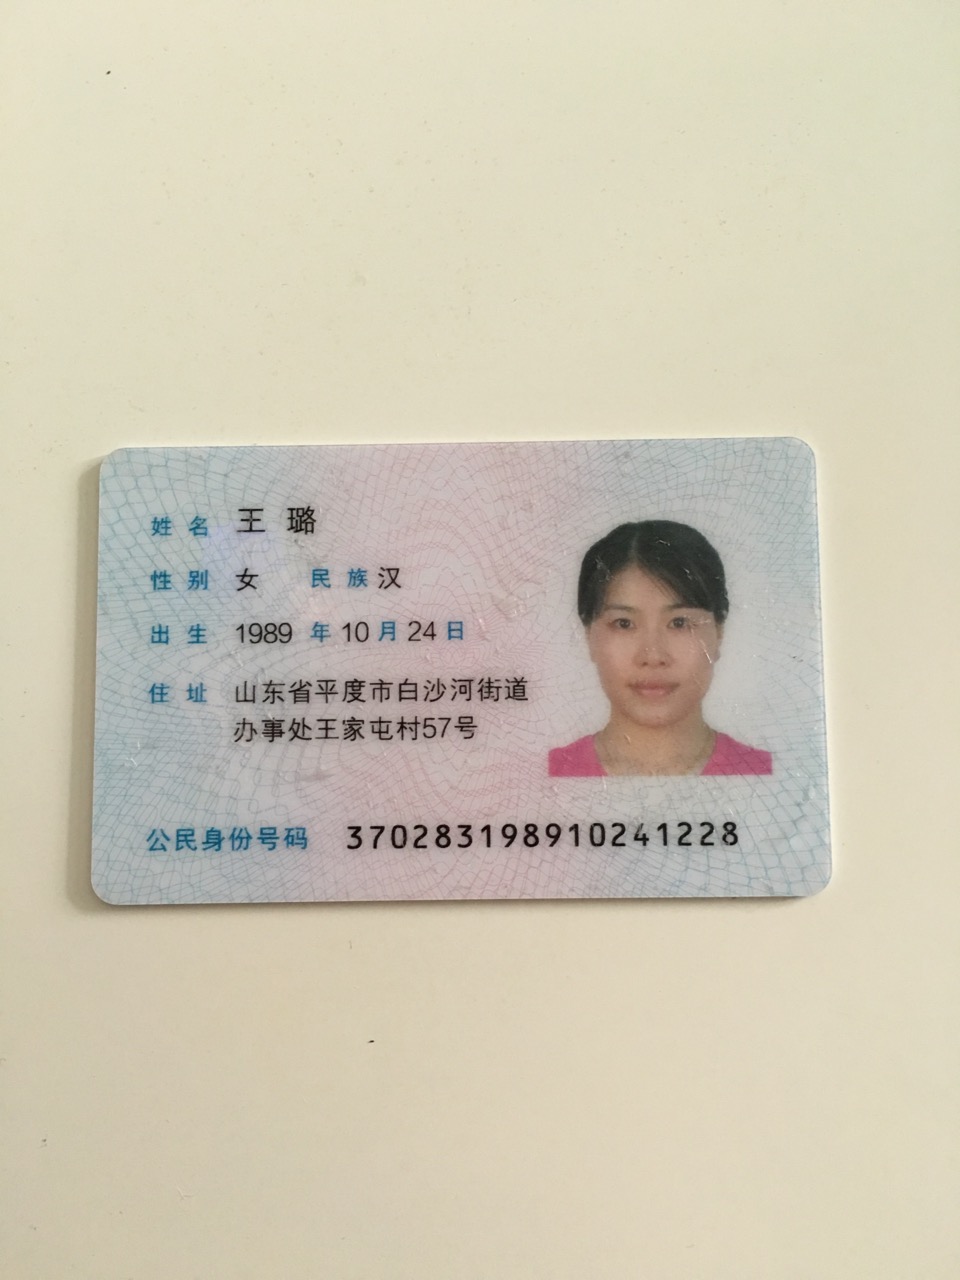 姓名 王璐
性别 女 民族 汉
出生 1989 年 10 月 24 日
住址 山东省平度市白沙河街道
办事处王家屯村57号
公民身份号码 370283198910241228